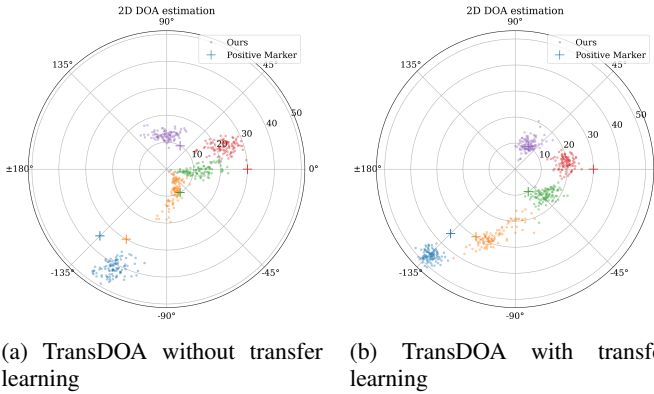 2D DOA estimation
90°
Ours
Positive Marker
135°
45°
50
40
30
20
10
±180°
0°
-135°
-45°
-90°
(a) TransDOA without transfer
learning
2D DOA estimation
90°
Ours
Positive Marker
135°
45°
50
40
30
20
10
±180°
-135°
-45°
-90°
(b) TransDOA with transfe
learning